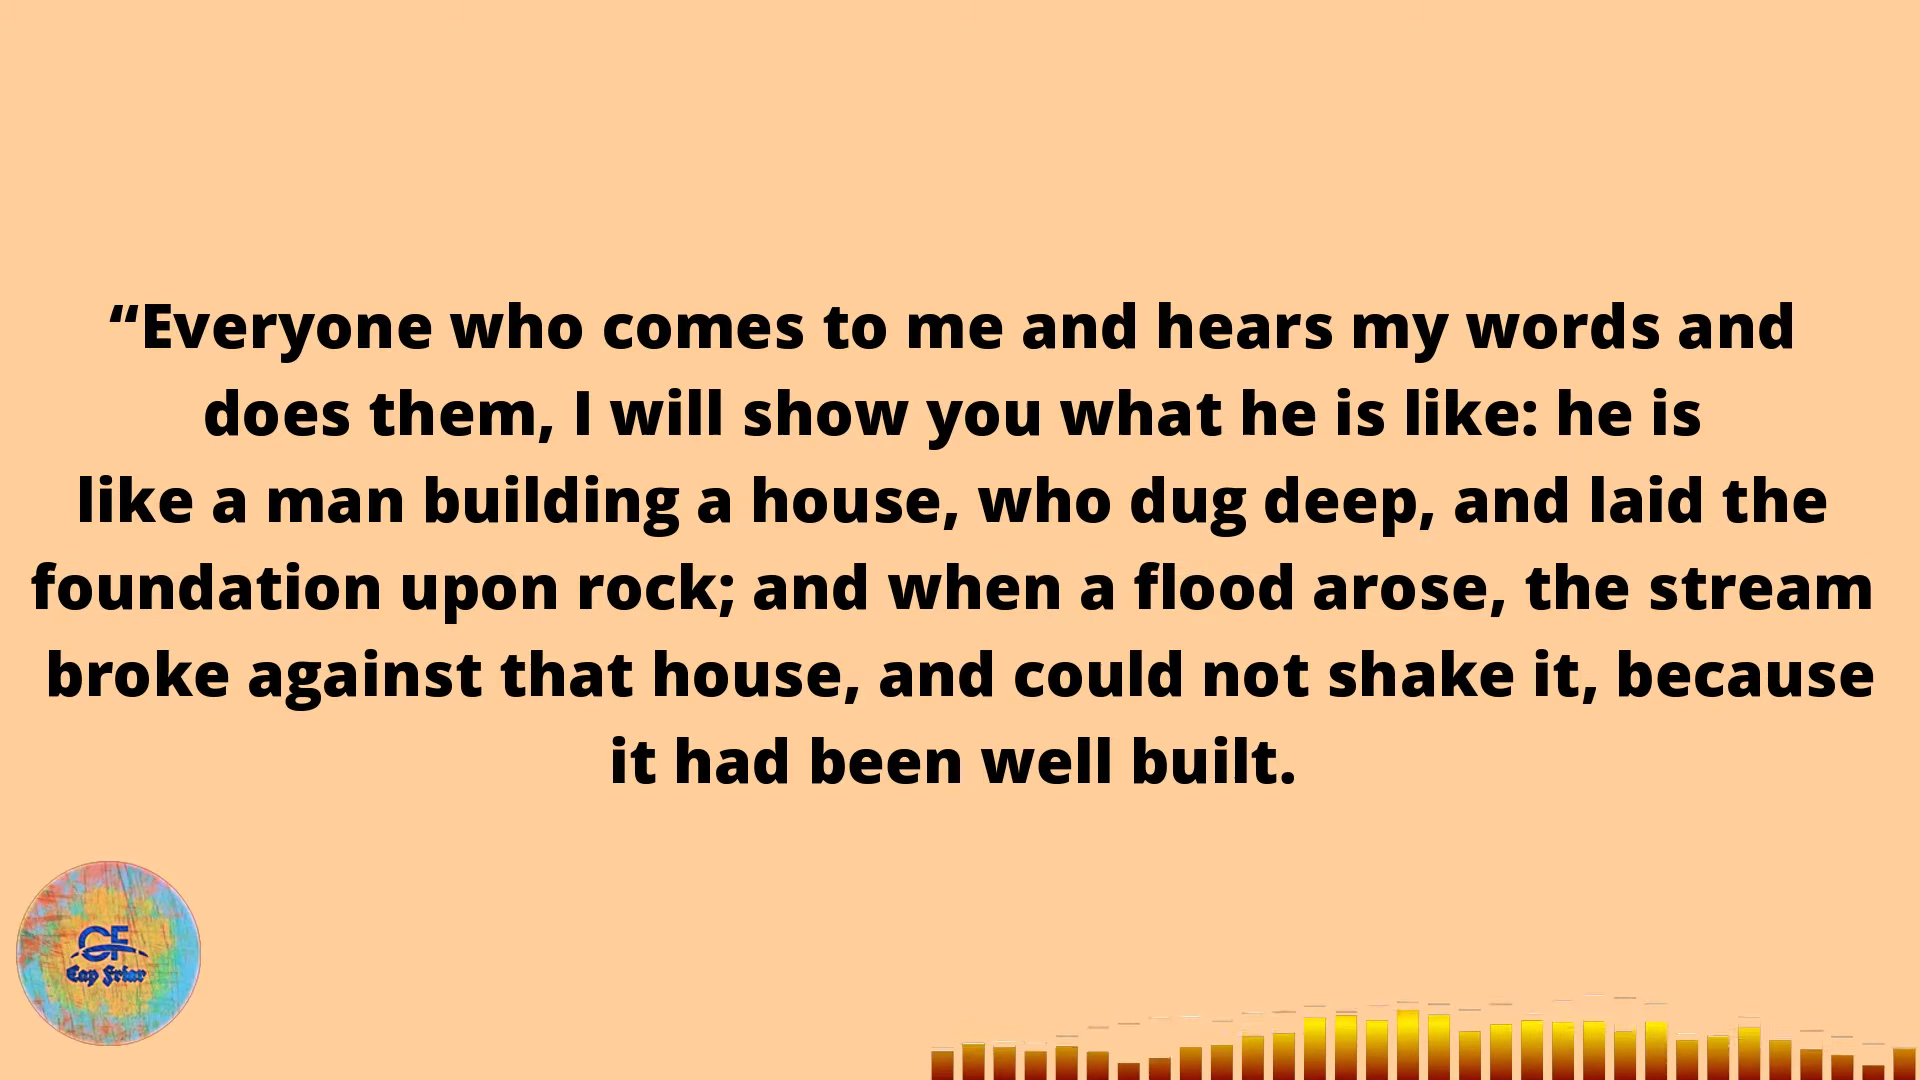 “Everyone who comes to me and hears my words and
does them, I will show you what he is like: he is
like a man building a house, who dug deep, and laid the
foundation upon rock; and when a flood arose, the stream
broke against that house, and could not shake it, because
it had been well built.
CF
Cap Friar